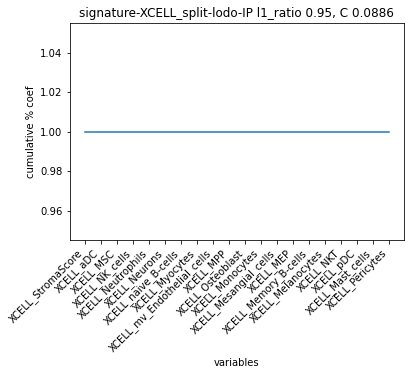 signature-XCELL_split-lodo-IP l1_ratio 0.95, C 0.0886
cumulative % coef
1.04
1.02
1.00
0.98
0.96
XCELL_StromaScore
XCELL_aDC
XCELL_MSC
XCELL_NK_cells
XCELL_Neutrophils
XCELL_Neurons
XCELL_naive_B-cells
XCELL_Myocytes
XCELL_mv_Endothelial_cells
XCELL_MPP
XCELL_Osteoblast
XCELL_Monocytes
XCELL_Mesangial_cells
XCELL_MEP
XCELL_Memory_B-cells
XCELL_Melanocytes
XCELL_NKT
XCELL_pDC
XCELL_Mast_cells
XCELL_Pericytes
variables